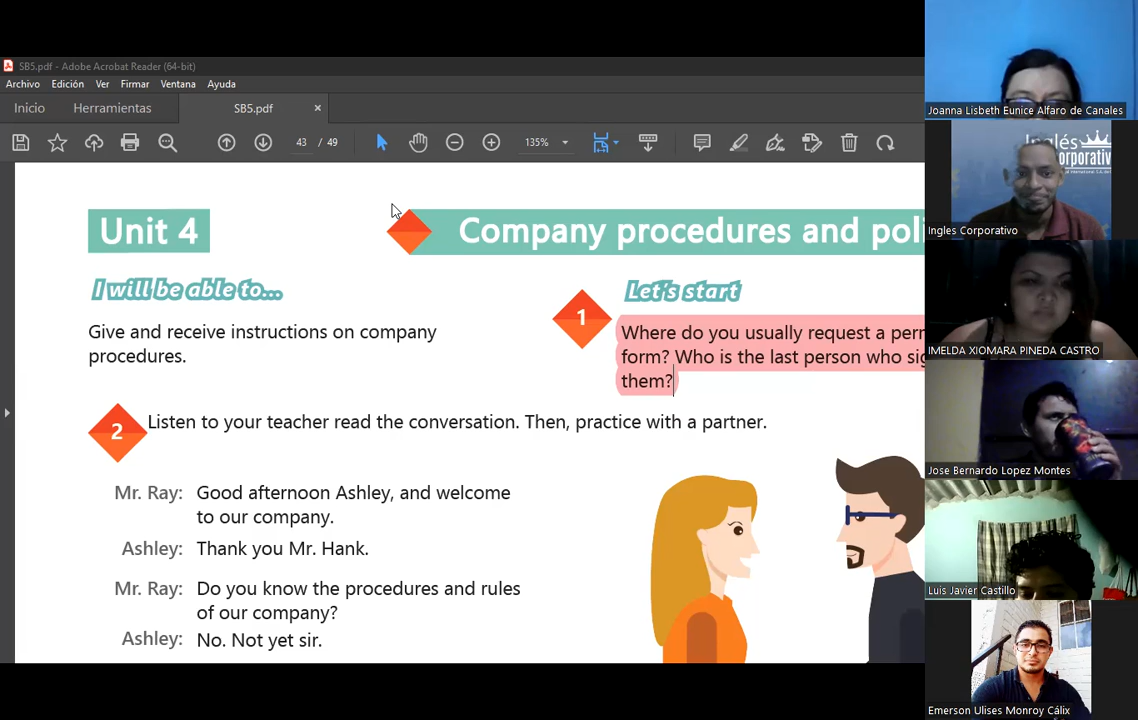 SB5.pdf - Adobe Acrobat Reader (64-bit)
Archivo Edición Ver Firmar Ventana Ayuda
Inicio Herramientas SB5.pdf ×
43 / 49 135%
Unit 4
Company procedures and poli
I will be able to...
Let's start
Give and receive instructions on company
procedures.
1
Where do you usually request a per
form? Who is the last person who si
them?
2
Listen to your teacher read the conversation. Then, practice with a partner.
Mr. Ray: Good afternoon Ashley, and welcome
to our company.
Ashley: Thank you Mr. Hank.
Mr. Ray: Do you know the procedures and rules
of our company?
Ashley: No. Not yet sir.
Joanna Lisbeth Eunice Alfaro de Canales
Inglés
orporativ
Ingles Corporativo
IMELDA XIOMARA PINEDA CASTRO
Jose Bernardo Lopez Montes
Luis Javier Castillo
Emerson Ulises Monroy Cálix